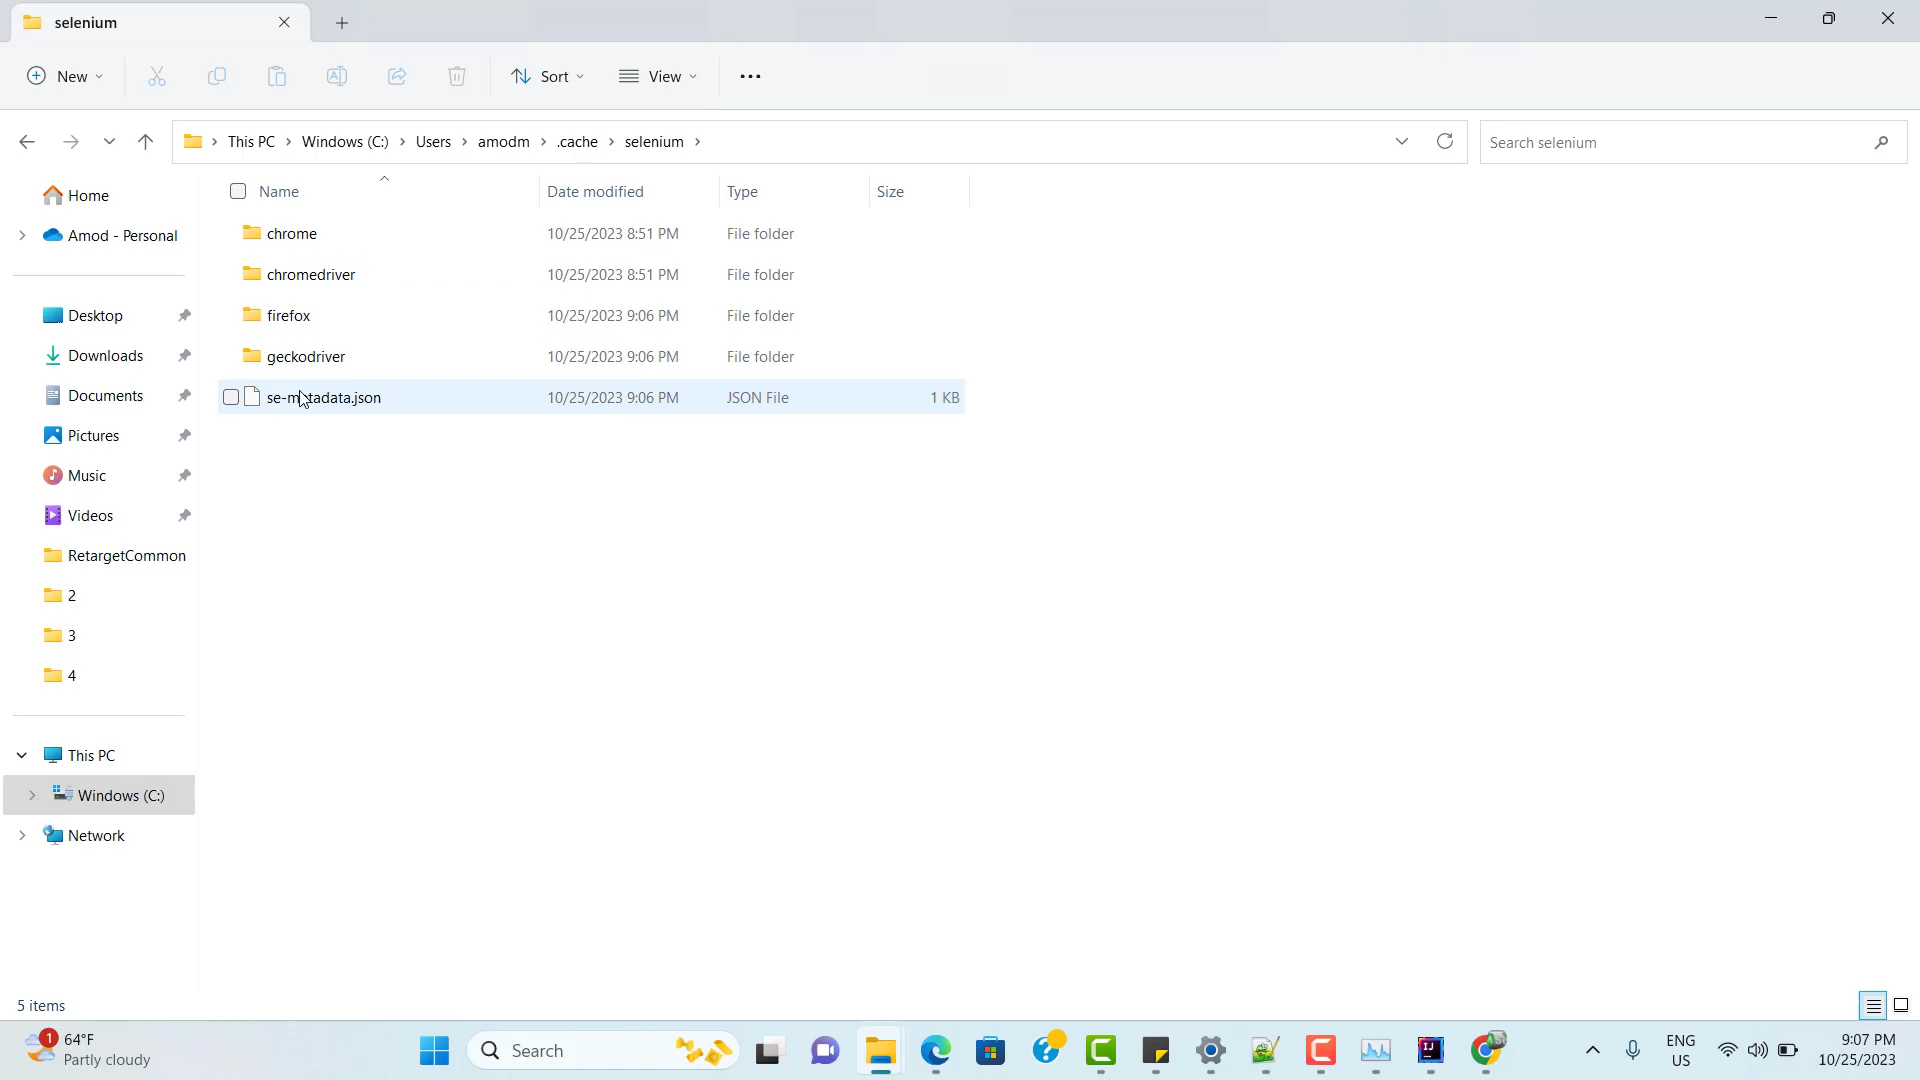 selenium
New
Sort
View
This PC
Windows (C:)
Users
amodm
.cache
selenium
Search selenium
Home
Amod - Personal
Desktop
Downloads
Documents
Pictures
Music
Videos
RetargetCommon
2
3
4
This PC
Windows (C:)
Network
Name Date modified Type Size
chrome 10/25/2023 8:51 PM File folder
chromedriver 10/25/2023 8:51 PM File folder
firefox 10/25/2023 9:06 PM File folder
geckodriver 10/25/2023 9:06 PM File folder
se-metadata.json 10/25/2023 9:06 PM JSON File 1 KB
5 items
1
64°F
Partly cloudy
Search
ENG
US
9:07 PM
10/25/2023